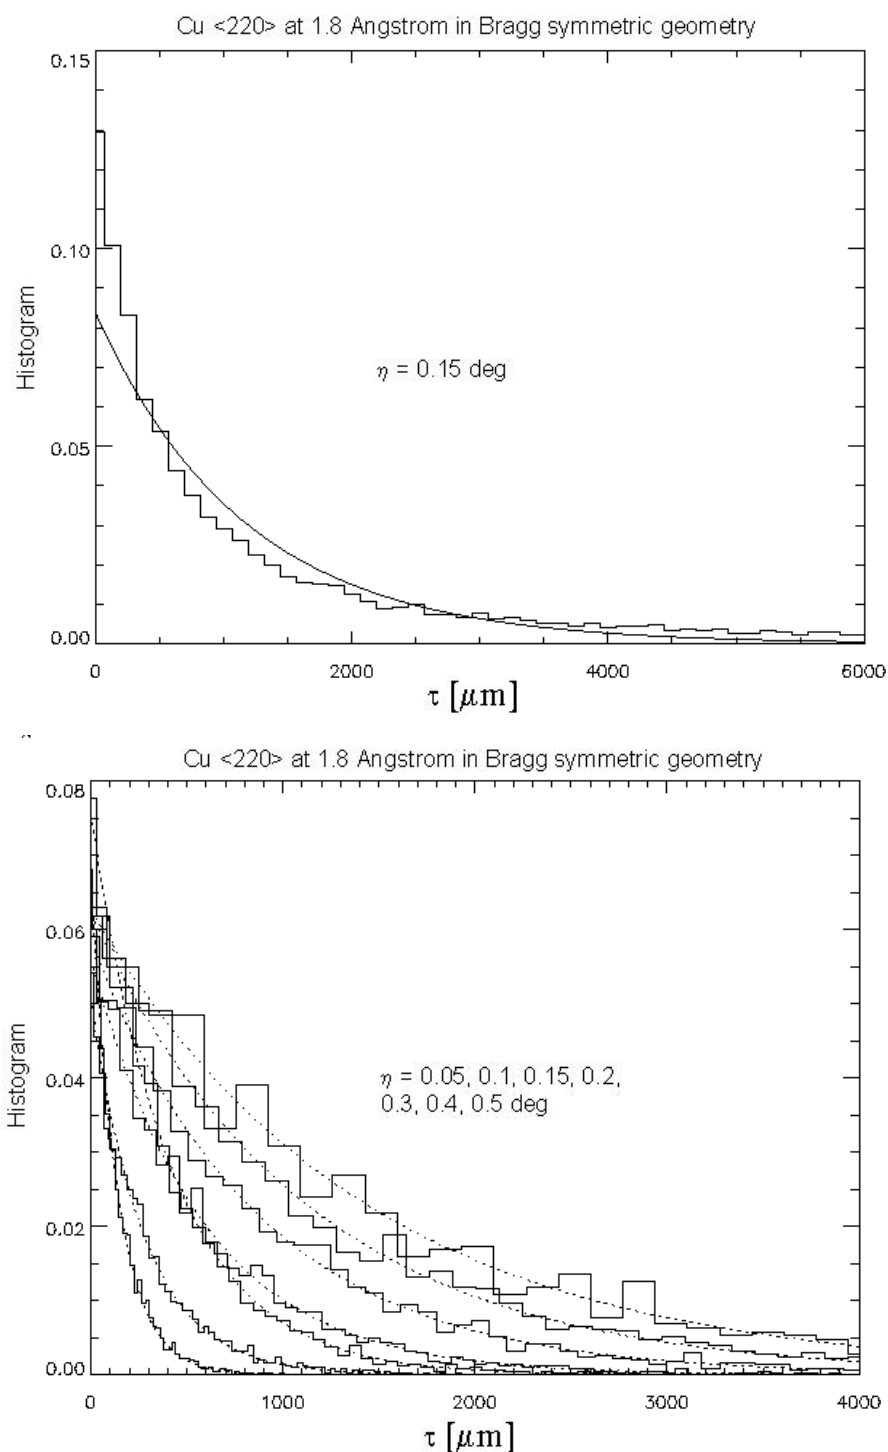 Cu <220> at 1.8 Angstrom in Bragg symmetric geometry
0.15
0.10
0.05
0.00
Histogram
η = 0.15 deg
0 2000 4000 6000
τ [μm]
Cu <220> at 1.8 Angstrom in Bragg symmetric geometry
0.08
0.06
0.04
0.02
0.00
Histogram
η = 0.05, 0.1, 0.15, 0.2,
0.3, 0.4, 0.5 deg
0 1000 2000 3000 4000
τ [μm]